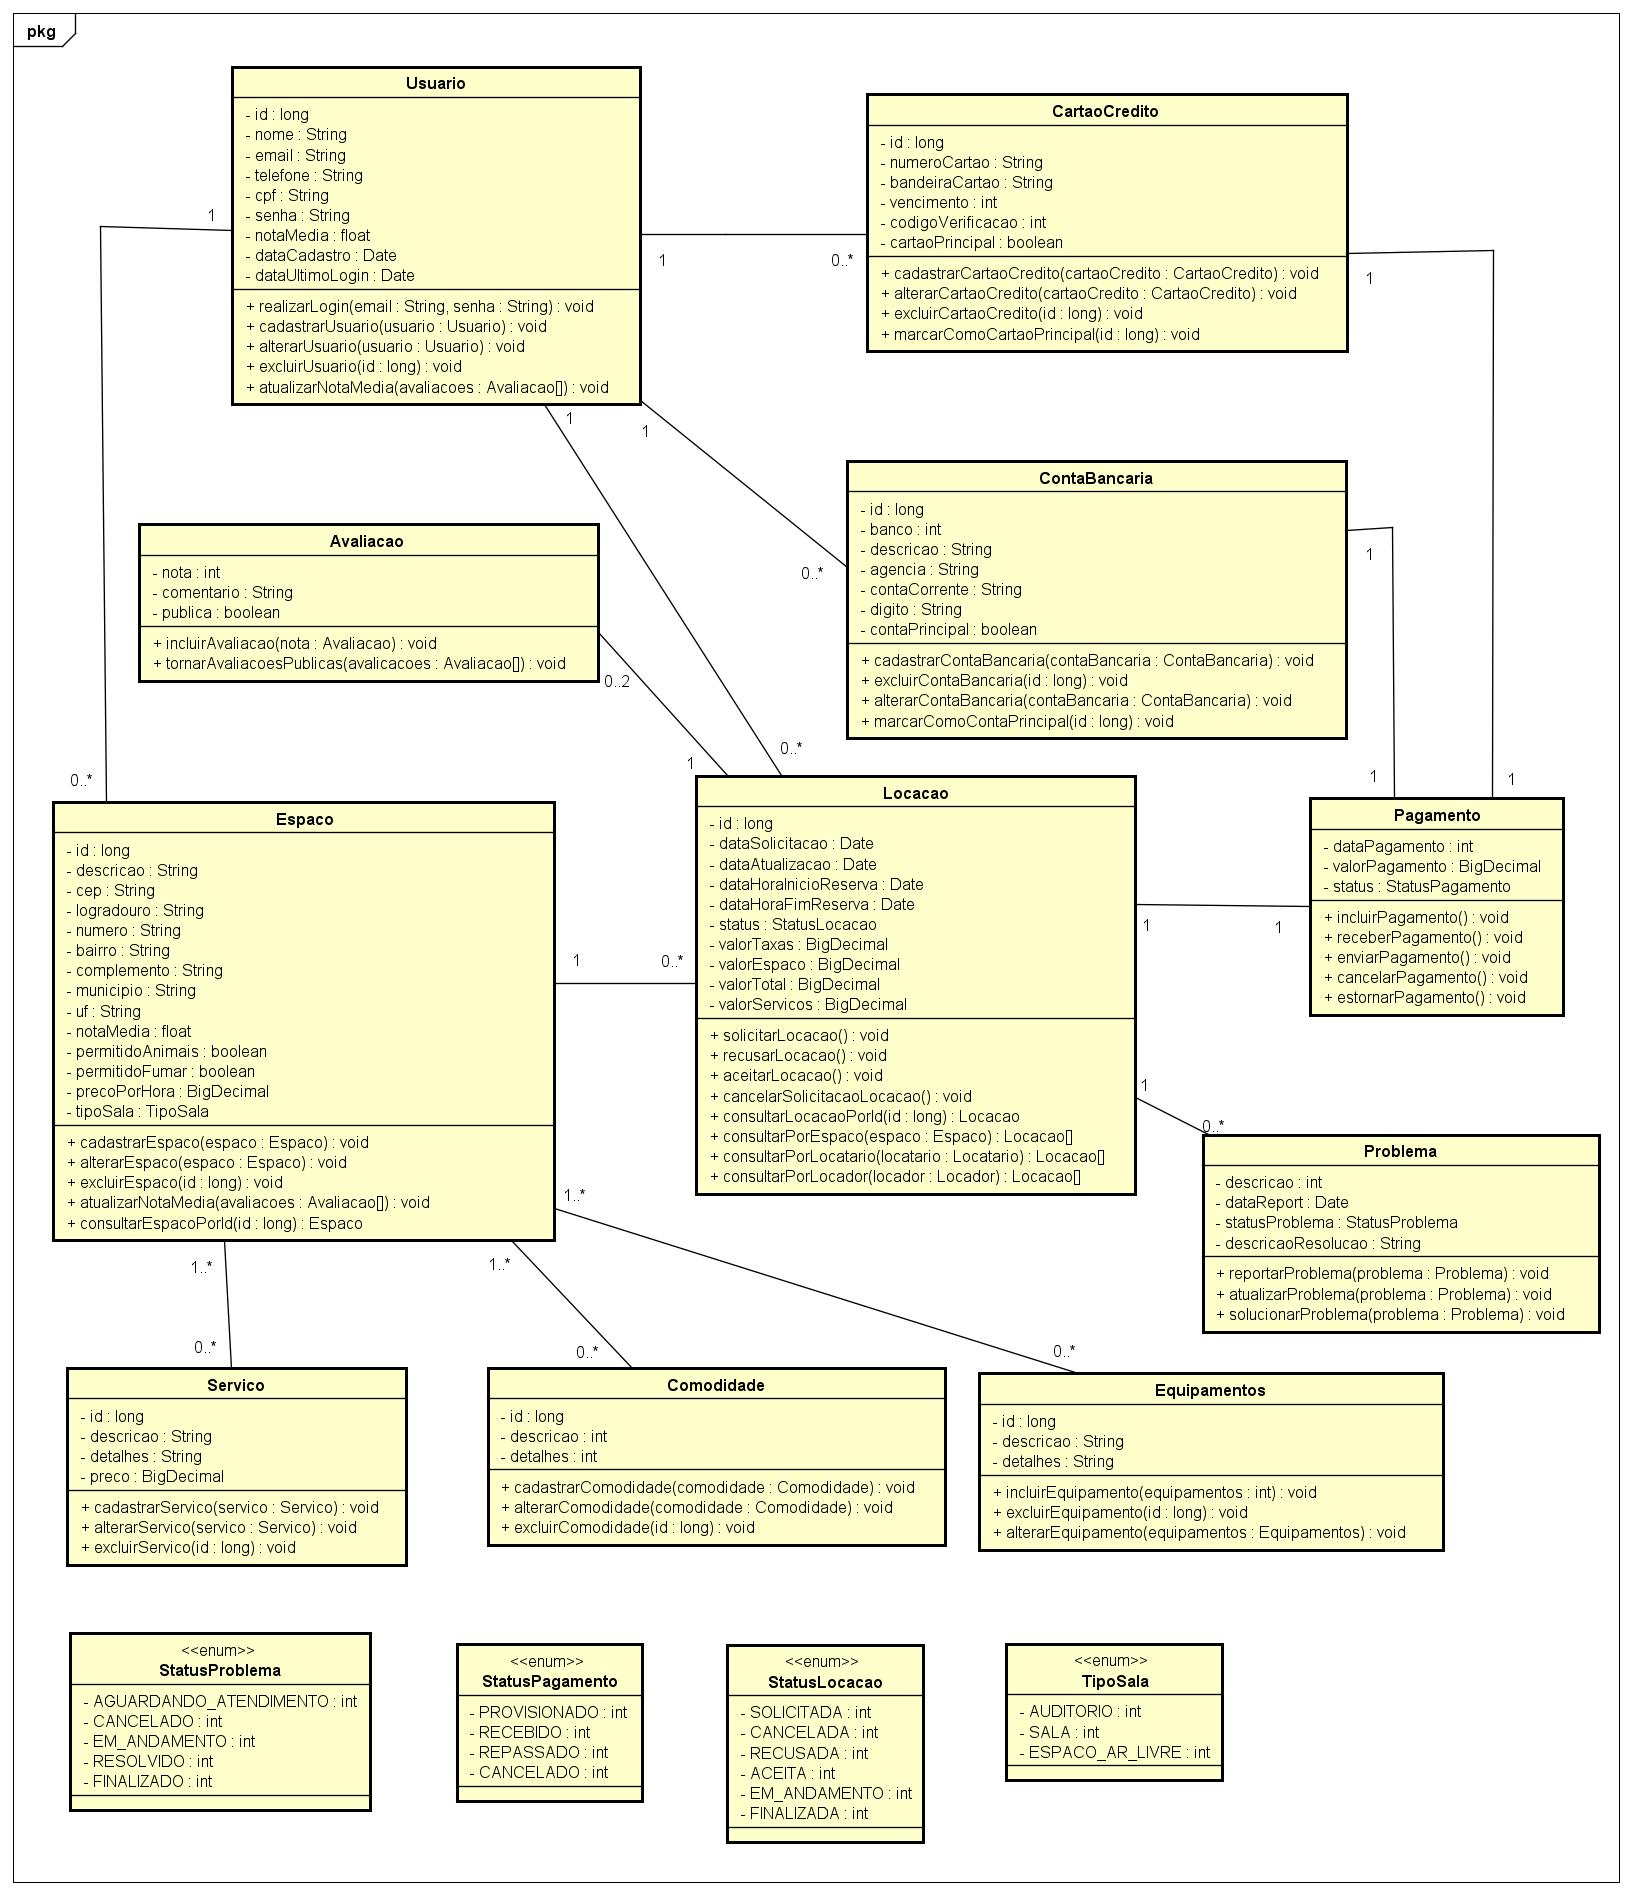 pkg
Usuario
- id : long
- nome : String
- email : String
- telefone : String
- cpf : String
- senha : String
- notaMedia : float
- dataCadastro : Date
- dataUltimoLogin : Date
+ realizarLogin(email : String, senha : String) : void
+ cadastrarUsuario(usuario : Usuario) : void
+ alterarUsuario(usuario : Usuario) : void
+ excluirUsuario(id : long) : void
+ atualizarNotaMedia(avaliacoes : Avaliacao[]) : void
CartaoCredito
- id : long
- numeroCartao : String
- bandeiraCartao : String
- vencimento : int
- codigoVerificacao : int
- cartaoPrincipal : boolean
+ cadastrarCartaoCredito(cartaoCredito : CartaoCredito) : void
+ alterarCartaoCredito(cartaoCredito : CartaoCredito) : void
+ excluirCartaoCredito(id : long) : void
+ marcarComoCartaoPrincipal(id : long) : void
1
1
0..*
1
1
1
Avaliacao
- nota : int
- comentario : String
- publica : boolean
+ incluirAvaliacao(nota : Avaliacao) : void
+ tornarAvaliacoesPublicas(avalicacoes : Avaliacao[]) : void
0..2
ContaBancaria
- id : long
- banco : int
- descricao : String
- agencia : String
- contaCorrente : String
- digito : String
- contaPrincipal : boolean
+ cadastrarContaBancaria(contaBancaria : ContaBancaria) : void
+ excluirContaBancaria(id : long) : void
+ alterarContaBancaria(contaBancaria : ContaBancaria) : void
+ marcarComoContaPrincipal(id : long) : void
1
0..*
0..*
1
0..*
1
1
Espaco
- id : long
- descricao : String
- cep : String
- logradouro : String
- numero : String
- bairro : String
- complemento : String
- municipio : String
- uf : String
- notaMedia : float
- permitidoAnimais : boolean
- permitidoFumar : boolean
- precoPorHora : BigDecimal
- tipoSala : TipoSala
+ cadastrarEspaco(espaco : Espaco) : void
+ alterarEspaco(espaco : Espaco) : void
+ excluirEspaco(id : long) : void
+ atualizarNotaMedia(avaliacoes : Avaliacao[]) : void
+ consultarEspacoPorId(id : long) : Espaco
1
0..*
Locacao
- id : long
- dataSolicitacao : Date
- dataAtualizacao : Date
- dataHoraInicioReserva : Date
- dataHoraFimReserva : Date
- status : StatusLocacao
- valorTaxas : BigDecimal
- valorEspaco : BigDecimal
- valorTotal : BigDecimal
- valorServicos : BigDecimal
+ solicitarLocacao() : void
+ recusarLocacao() : void
+ aceitarLocacao() : void
+ cancelarSolicitacaoLocacao() : void
+ consultarLocacaoPorId(id : long) : Locacao
+ consultarPorEspaco(espaco : Espaco) : Locacao[]
+ consultarPorLocatario(locatario : Locatario) : Locacao[]
+ consultarPorLocador(locador : Locador) : Locacao[]
1
1
Pagamento
- dataPagamento : int
- valorPagamento : BigDecimal
- status : StatusPagamento
+ incluirPagamento() : void
+ receberPagamento() : void
+ enviarPagamento() : void
+ cancelarPagamento() : void
+ estornarPagamento() : void
1
0..*
Problema
- descricao : int
- dataReport : Date
- statusProblema : StatusProblema
- descricaoResolucao : String
+ reportarProblema(problema : Problema) : void
+ atualizarProblema(problema : Problema) : void
+ solucionarProblema(problema : Problema) : void
1..*
1..*
1..*
0..*
0..*
0..*
Servico
- id : long
- descricao : String
- detalhes : String
- preco : BigDecimal
+ cadastrarServico(servico : Servico) : void
+ alterarServico(servico : Servico) : void
+ excluirServico(id : long) : void
Comodidade
- id : long
- descricao : int
- detalhes : int
+ cadastrarComodidade(comodidade : Comodidade) : void
+ alterarComodidade(comodidade : Comodidade) : void
+ excluirComodidade(id : long) : void
Equipamentos
- id : long
- descricao : String
- detalhes : String
+ incluirEquipamento(equipamentos : int) : void
+ excluirEquipamento(id : long) : void
+ alterarEquipamento(equipamentos : Equipamentos) : void
<<enum>>
StatusProblema
- AGUARDANDO_ATENDIMENTO : int
- CANCELADO : int
- EM_ANDAMENTO : int
- RESOLVIDO : int
- FINALIZADO : int
<<enum>>
StatusPagamento
- PROVISIONADO : int
- RECEBIDO : int
- REPASSADO : int
- CANCELADO : int
<<enum>>
StatusLocacao
- SOLICITADA : int
- CANCELADA : int
- RECUSADA : int
- ACEITA : int
- EM_ANDAMENTO : int
- FINALIZADA : int
<<enum>>
TipoSala
- AUDITORIO : int
- SALA : int
- ESPACO_AR_LIVRE : int